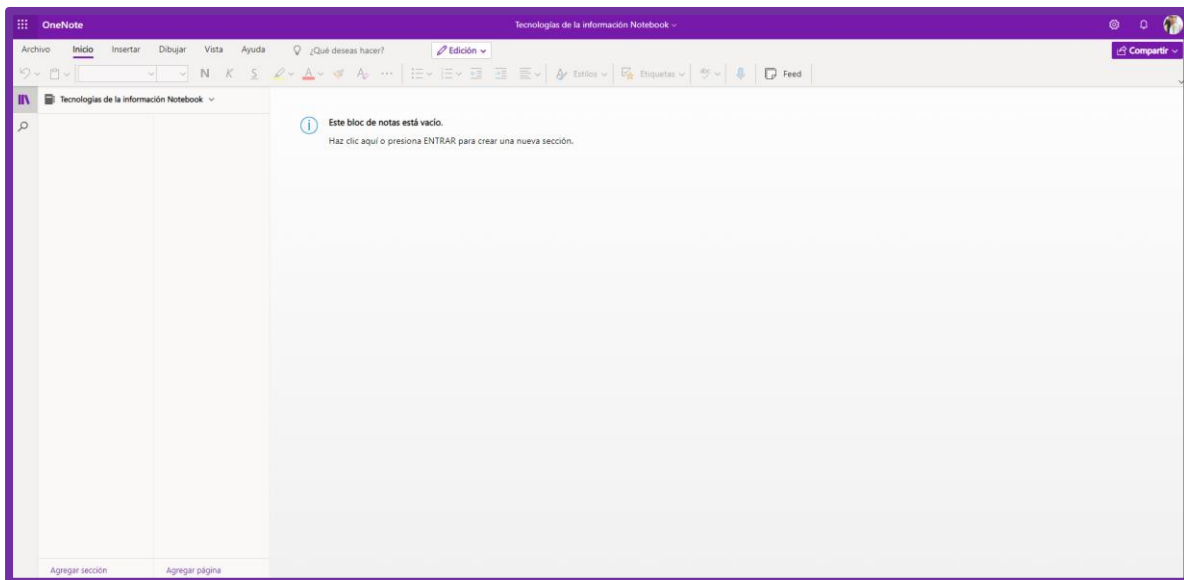 OneNote
Tecnologías de la información Notebook
Archivo Inicio Insertar Dibujar Vista Ayuda ¿Qué deseas hacer? Edición Compartir
N K S A A Estilos Etiquetas Feed
Tecnologías de la información Notebook
Este bloc de notas está vacío.
Haz clic aquí o presiona ENTRAR para crear una nueva sección.
Agregar sección Agregar página